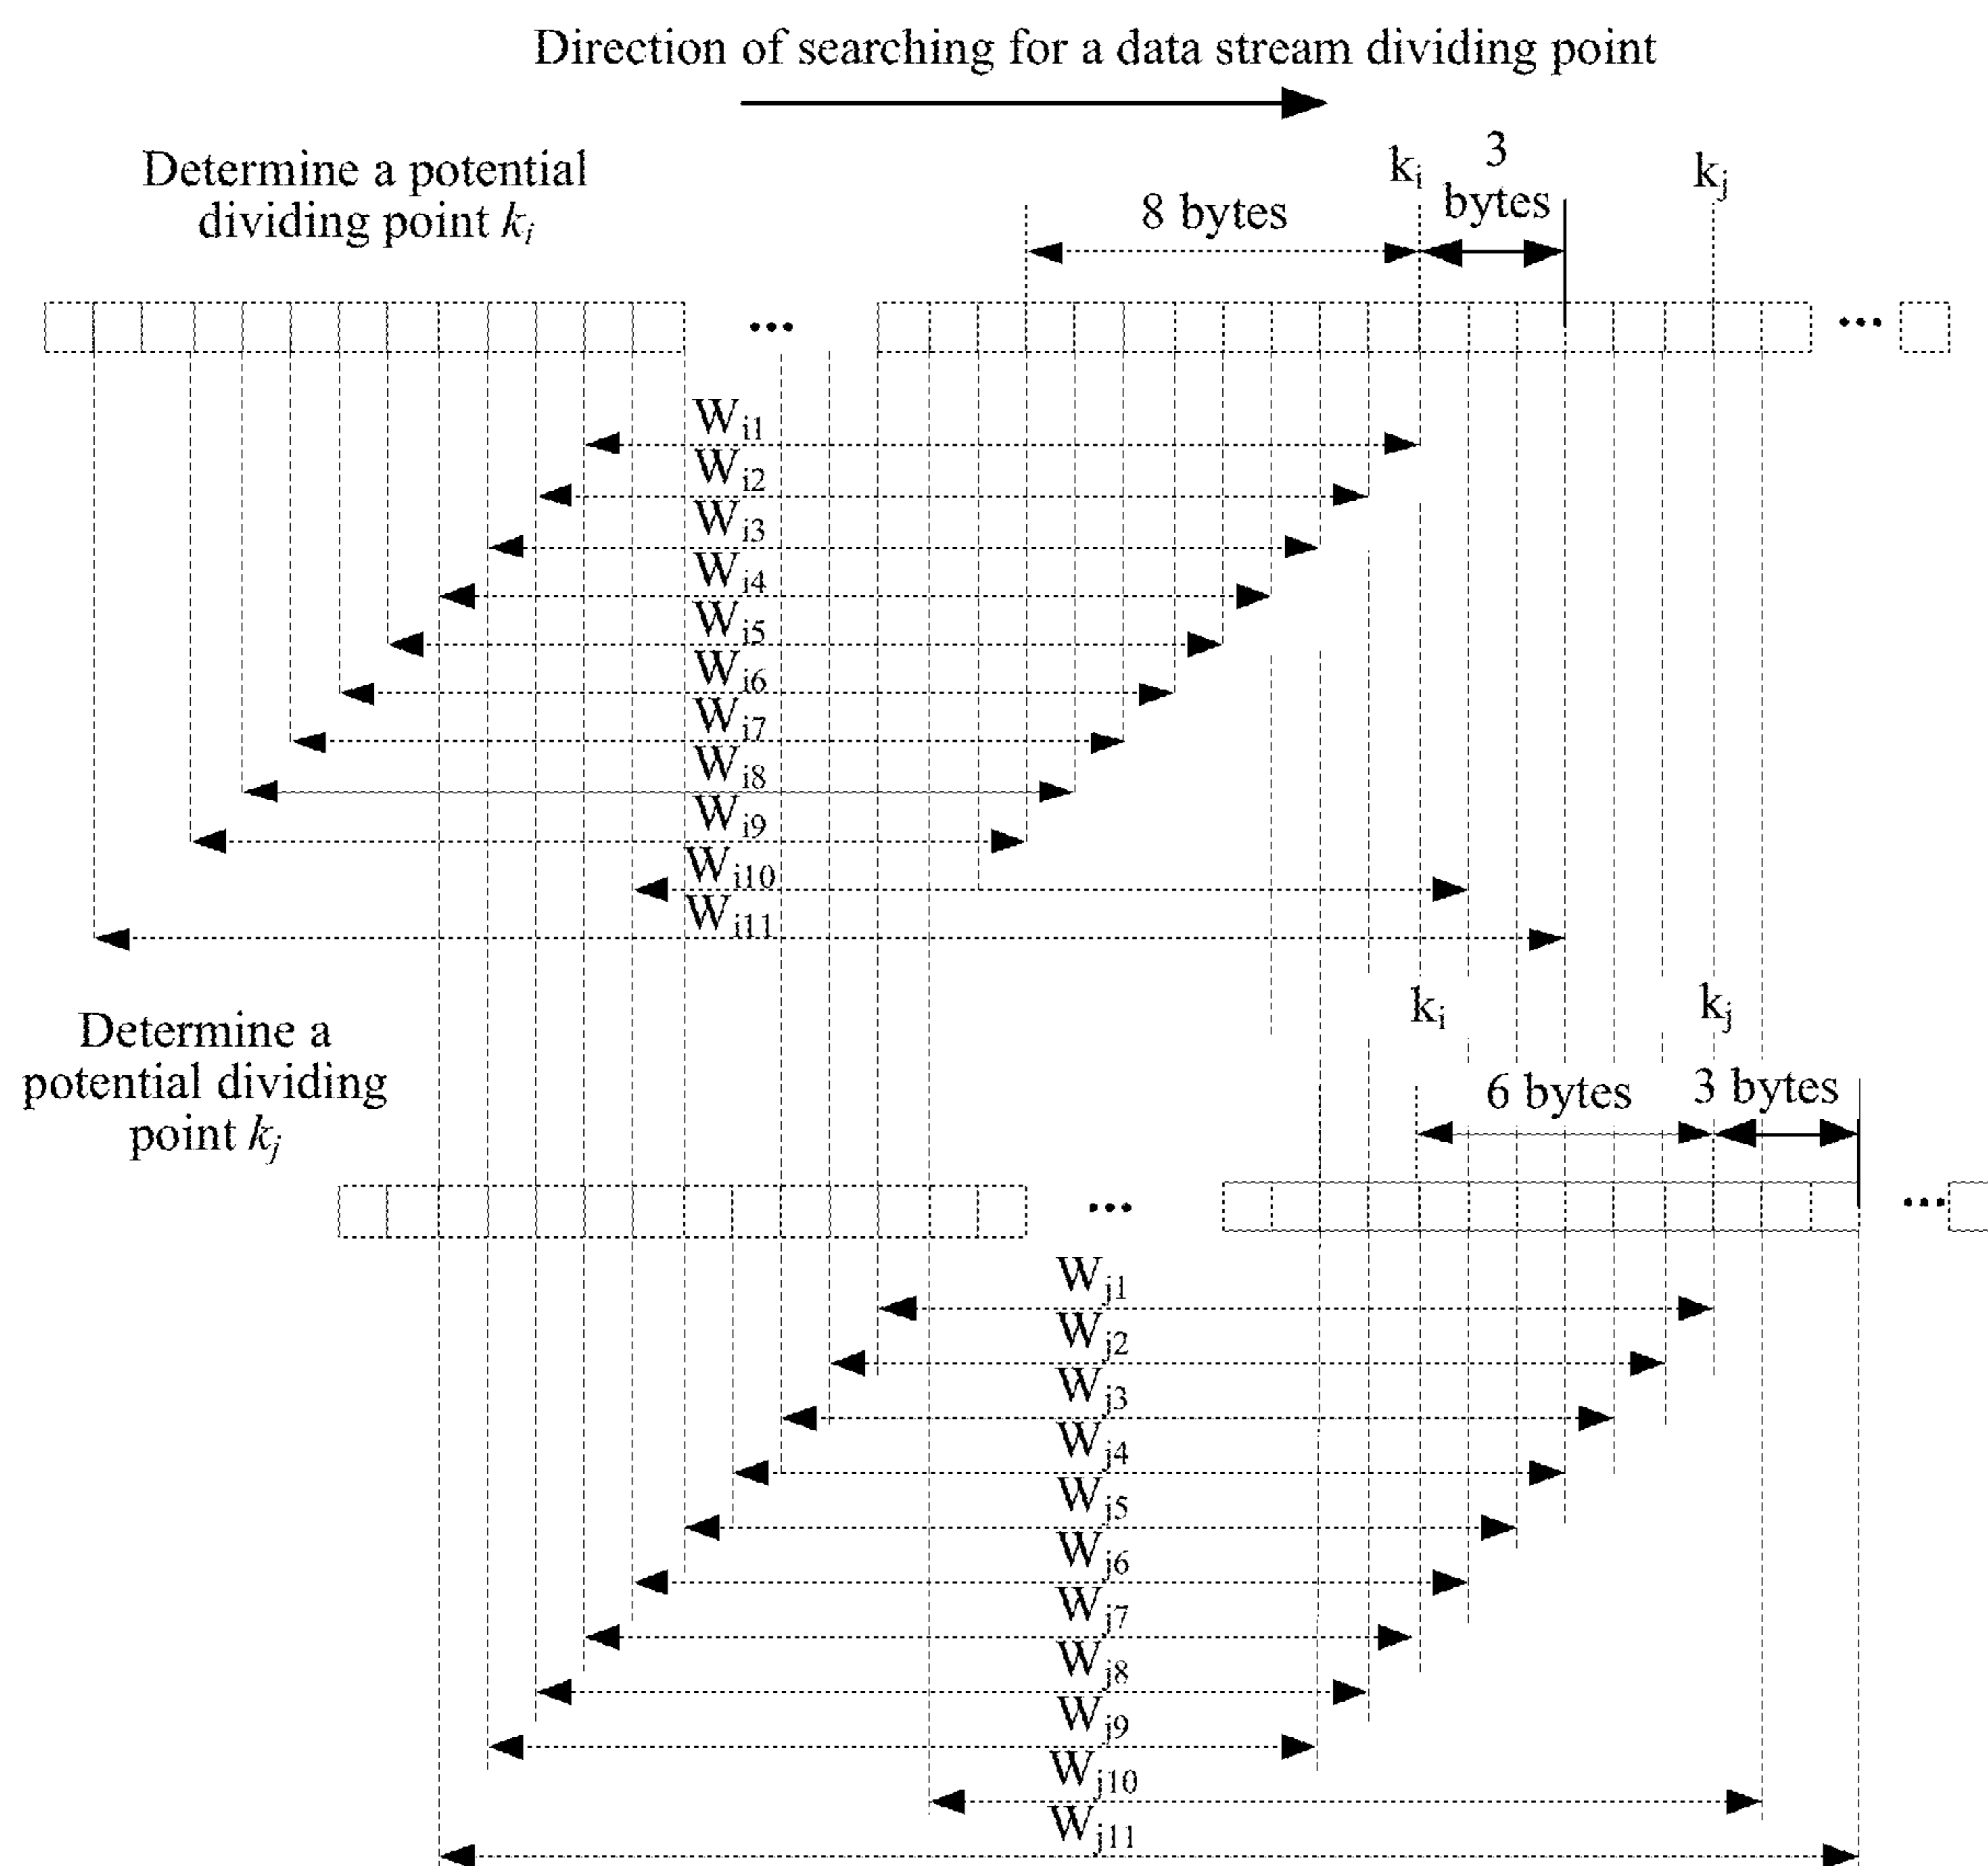 Direction of searching for a data stream dividing point
Determine a potential
dividing point ki
8 bytes
ki
3
bytes
kj
...
...
Wi1
Wi2
Wi3
Wi4
Wi5
Wi6
Wi7
Wi8
Wi9
Wi10
Wi11
Determine a
potential dividing
point kj
ki
kj
6 bytes
3 bytes
...
...
Wj1
Wj2
Wj3
Wj4
Wj5
Wj6
Wj7
Wj8
Wj9
Wj10
Wj11